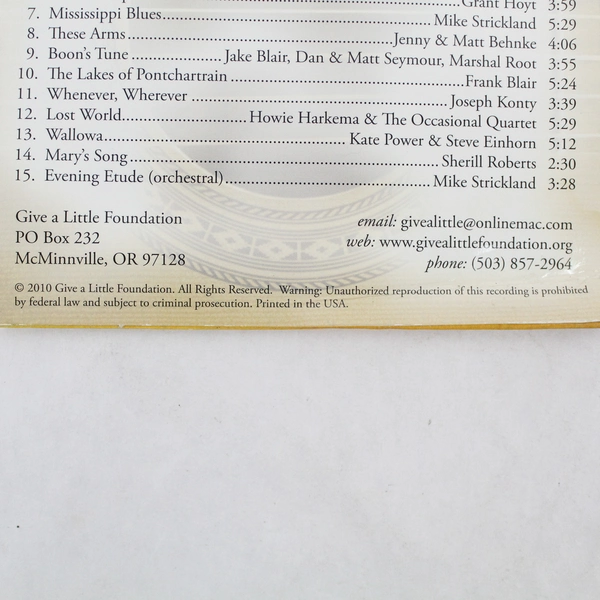 Grant Hoyt 3:59
7. Mississippi Blues Mike Strickland 5:29
8. These Arms Jenny & Matt Behnke 4:06
9. Boon's Tune Jake Blair, Dan & Matt Seymour, Marshal Root 3:55
10. The Lakes of Pontchartrain Frank Blair 5:24
11. Whenever, Wherever Joseph Konty 3:39
12. Lost World Howie Harkema & The Occasional Quartet 5:29
13. Wallowa Kate Power & Steve Einhorn 5:12
14. Mary's Song Sherill Roberts 2:30
15. Evening Etude (orchestral) Mike Strickland 3:28
Give a Little Foundation
PO Box 232
McMinnville, OR 97128
email: givealittle@onlinemac.com
web: www.givealittlefoundation.org
phone: (503) 857-2964
© 2010 Give a Little Foundation. All Rights Reserved. Warning: Unauthorized reproduction of this recording is prohibited
by federal law and subject to criminal prosecution. Printed in the USA.